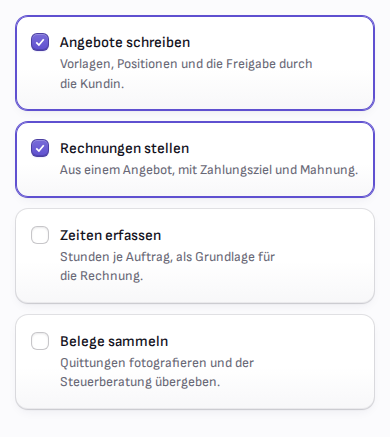 Angebote schreiben
Vorlagen, Positionen und die Freigabe durch
die Kundin.
Rechnungen stellen
Aus einem Angebot, mit Zahlungsziel und Mahnung.
Zeiten erfassen
Stunden je Auftrag, als Grundlage für
die Rechnung.
Belege sammeln
Quittungen fotografieren und der
Steuerberatung übergeben.